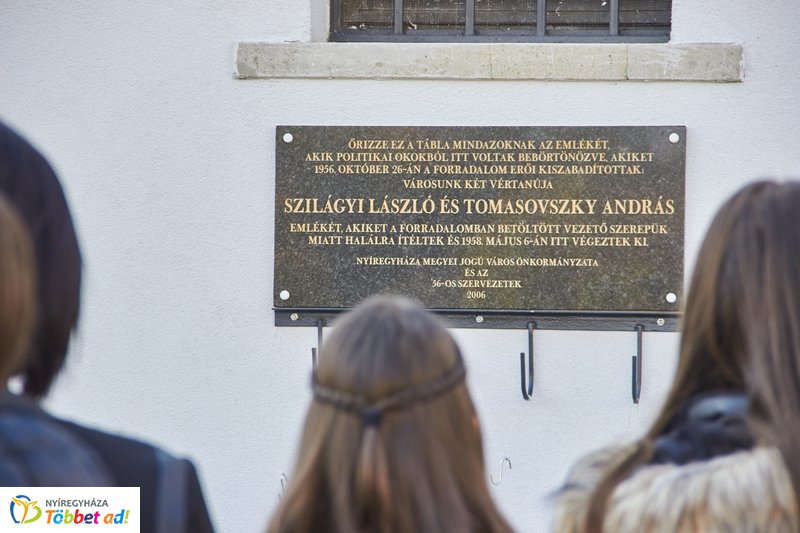 ŐRIZZE EZ A TÁBLA MINDAZOKNAK AZ EMLÉKÉT,
AKIK POLITIKAI OKOKBÓL ITT VOLTAK BEBÖRTÖNÖZVE, AKIKET
1956. OKTÓBER 26-ÁN A FORRADALOM ERŐI KISZABADÍTOTTAK:
VÁROSUNK KÉT VÉRTANÚJA
SZILÁGYI LÁSZLÓ ÉS TOMASOVSZKY ANDRÁS
EMLÉKÉT, AKIKET A FORRADALOMBAN BETÖLTÖTT VEZETŐ SZEREPÜK
MIATT HALÁLRA ÍTÉLTEK ÉS 1958. MÁJUS 6-ÁN ITT VÉGEZTEK KI.
NYÍREGYHÁZA MEGYEI JOGÚ VÁROS ÖNKORMÁNYZATA
ÉS AZ
'56-OS SZERVEZETEK
2006
NYÍREGYHÁZA
Többet ad!